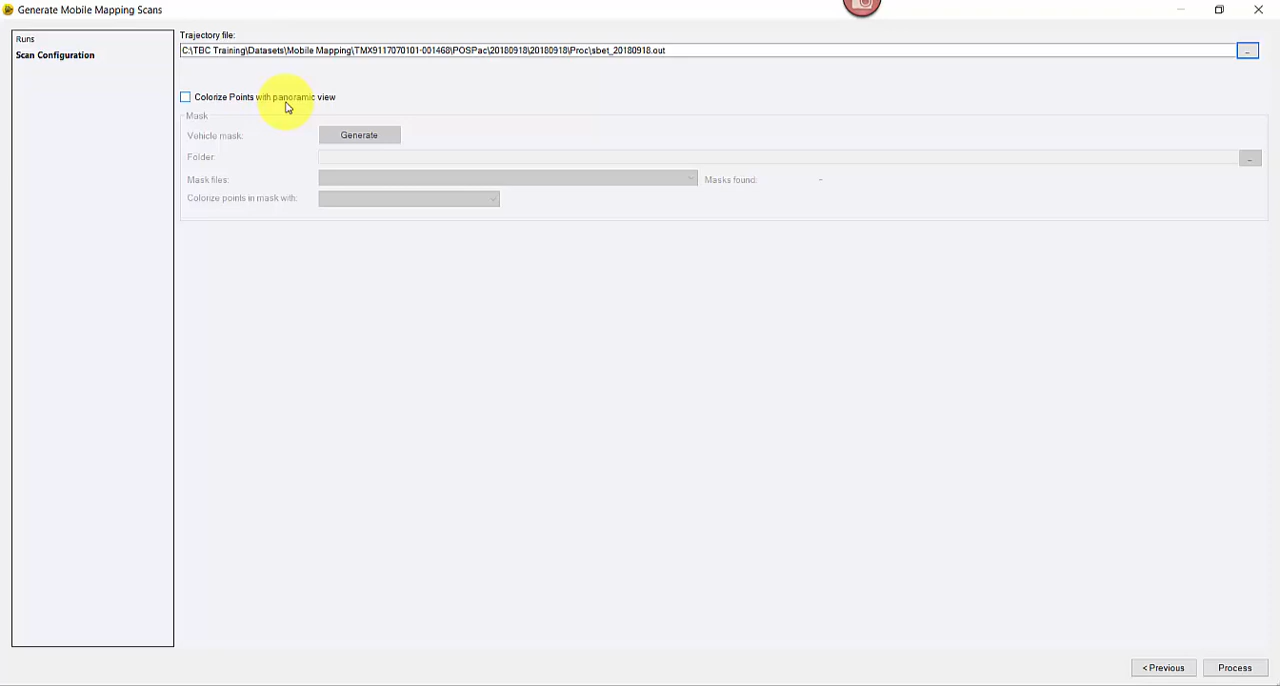 Generate Mobile Mapping Scans
Runs
Scan Configuration
Trajectory file:
C:\TBC Training\Datasets\Mobile Mapping\TMX9117070101-001468\POSPac\20180918\20180918\Proc\sbet_20180918.out
...
Colorize Points with panoramic view
Mask
Vehicle mask: Generate
Folder: ...
Mask files: Masks found: -
Colorize points in mask with:
< Previous Process